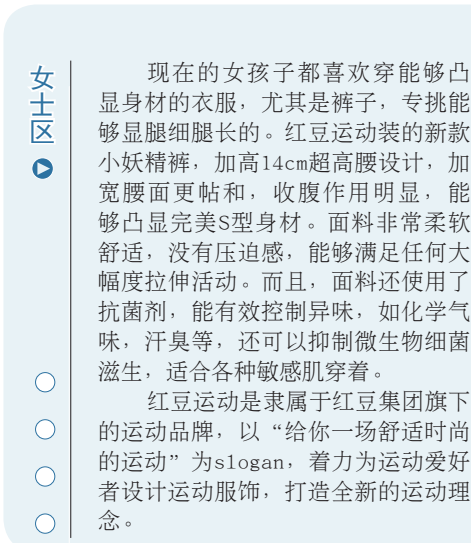 女士区
现在的女孩子都喜欢穿能够凸
显身材的衣服，尤其是裤子，专挑能
够显腿细腿长的。红豆运动装的新款
小妖精裤，加高14cm超高腰设计，加
宽腰面更帖和，收腹作用明显，能
够凸显完美S型身材。面料非常柔软
舒适，没有压迫感，能够满足任何大
幅度拉伸活动。而且，面料还使用了
抗菌剂，能有效控制异味，如化学气
味，汗臭等，还可以抑制微生物细菌
滋生，适合各种敏感肌穿着。
红豆运动是隶属于红豆集团旗下
的运动品牌，以“给你一场舒适时尚
的运动”为slogan，着力为运动爱好
者设计运动服饰，打造全新的运动理
念。